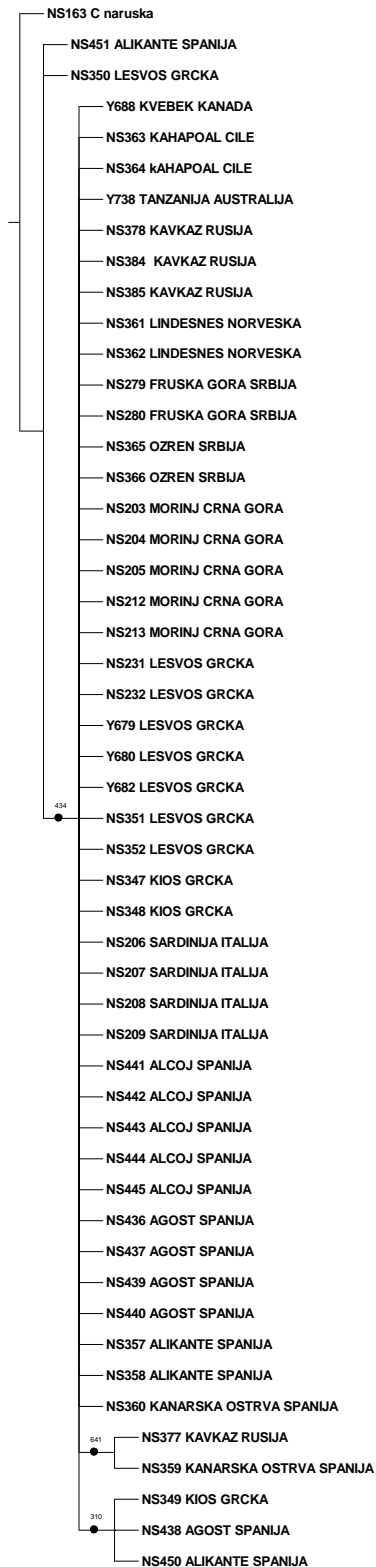 NS163 C naruska
NS451 ALIKANTE SPANIJA
NS350 LESVOS GRCKA
Y688 KVEBEK KANADA
NS363 KAHAPOAL CILE
NS364 kAHAPOAL CILE
Y738 TANZANIJA AUSTRALIJA
NS378 KAVKAZ RUSIJA
NS384 KAVKAZ RUSIJA
NS385 KAVKAZ RUSIJA
NS361 LINDESNES NORVESKA
NS362 LINDESNES NORVESKA
NS279 FRUSKA GORA SRBIJA
NS280 FRUSKA GORA SRBIJA
NS365 OZREN SRBIJA
NS366 OZREN SRBIJA
NS203 MORINJ CRNA GORA
NS204 MORINJ CRNA GORA
NS205 MORINJ CRNA GORA
NS212 MORINJ CRNA GORA
NS213 MORINJ CRNA GORA
NS231 LESVOS GRCKA
NS232 LESVOS GRCKA
Y679 LESVOS GRCKA
Y680 LESVOS GRCKA
Y682 LESVOS GRCKA
434
NS351 LESVOS GRCKA
NS352 LESVOS GRCKA
NS347 KIOS GRCKA
NS348 KIOS GRCKA
NS206 SARDINIJA ITALIJA
NS207 SARDINIJA ITALIJA
NS208 SARDINIJA ITALIJA
NS209 SARDINIJA ITALIJA
NS441 ALCOJ SPANIJA
NS442 ALCOJ SPANIJA
NS443 ALCOJ SPANIJA
NS444 ALCOJ SPANIJA
NS445 ALCOJ SPANIJA
NS436 AGOST SPANIJA
NS437 AGOST SPANIJA
NS439 AGOST SPANIJA
NS440 AGOST SPANIJA
NS357 ALIKANTE SPANIJA
NS358 ALIKANTE SPANIJA
NS360 KANARSKA OSTRVA SPANIJA
NS377 KAVKAZ RUSIJA
641
NS359 KANARSKA OSTRVA SPANIJA
NS349 KIOS GRCKA
310
NS438 AGOST SPANIJA
NS450 ALIKANTE SPANIJA